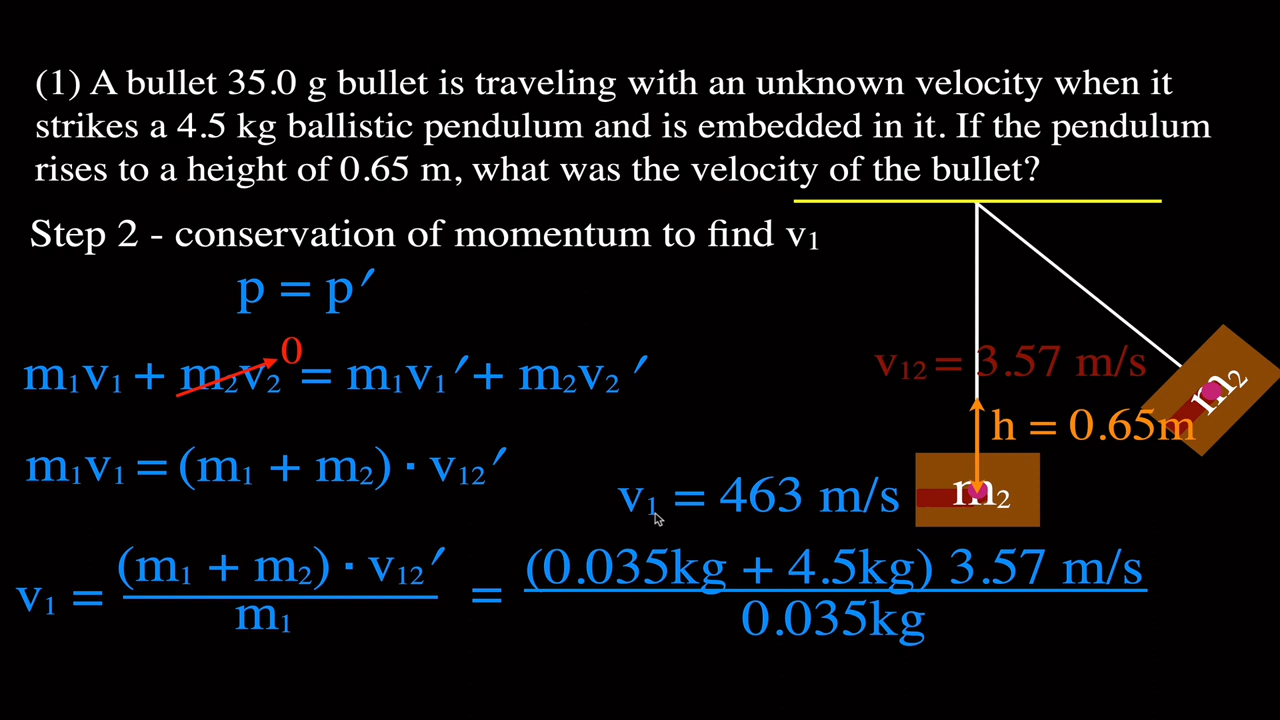 (1) A bullet 35.0 g bullet is traveling with an unknown velocity when it
strikes a 4.5 kg ballistic pendulum and is embedded in it. If the pendulum
rises to a height of 0.65 m, what was the velocity of the bullet?
Step 2 - conservation of momentum to find v₁
p = p′
0
m₁v₁ + m₂v₂ = m₁v₁′ + m₂v₂′
v₁₂ = 3.57 m/s
m₂
h = 0.65m
m₁v₁ = (m₁ + m₂) · v₁₂′
v₁ = 463 m/s
m₂
v₁ = (m₁ + m₂) · v₁₂′ / m₁ = (0.035kg + 4.5kg) 3.57 m/s / 0.035kg